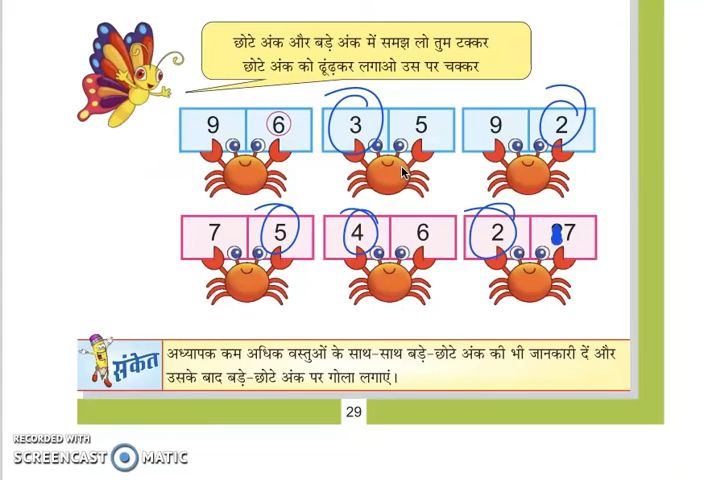 छोटे अंक और बड़े अंक में समझ लो तुम टक्कर
छोटे अंक को ढूंढ़कर लगाओ उस पर चक्कर
9 6 3 5 9 2
7 5 4 6 2 7
संकेत
अध्यापक कम अधिक वस्तुओं के साथ-साथ बड़े-छोटे अंक की भी जानकारी दें और
उसके बाद बड़े-छोटे अंक पर गोला लगाएं।
29
RECORDED WITH
SCREENCAST MATIC